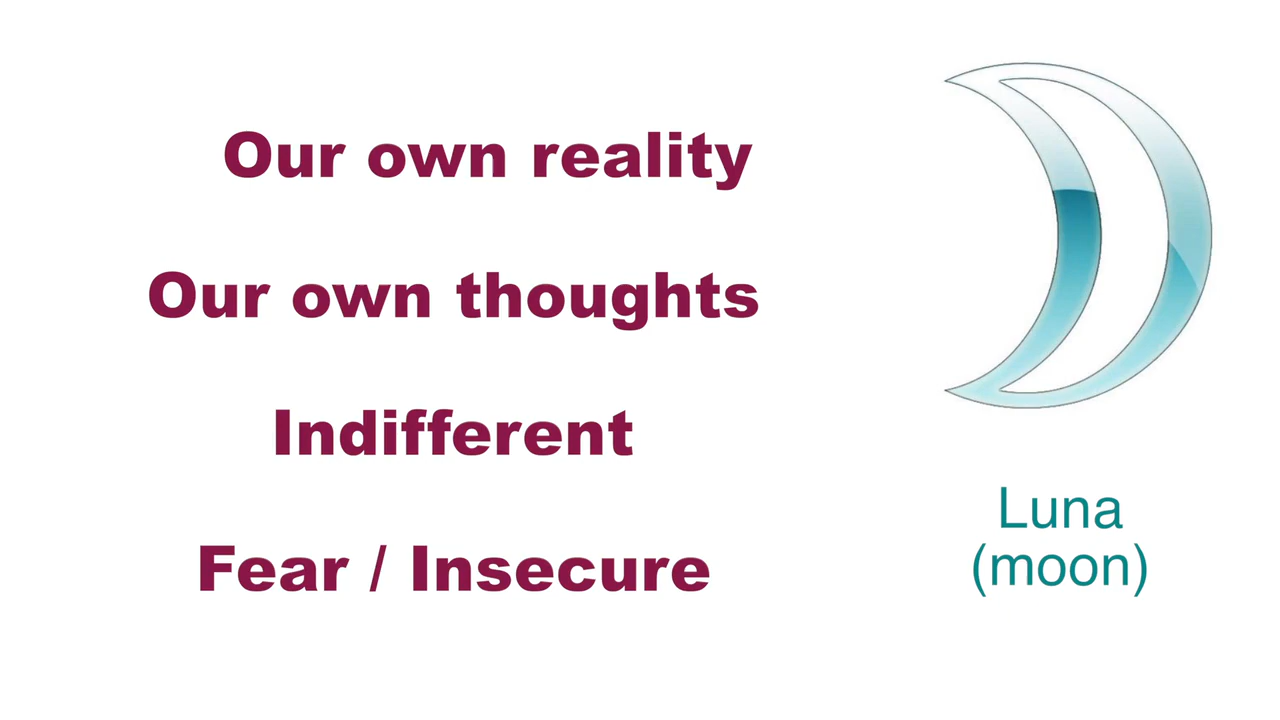 Our own reality
Our own thoughts
Indifferent
Fear / Insecure
Luna
(moon)